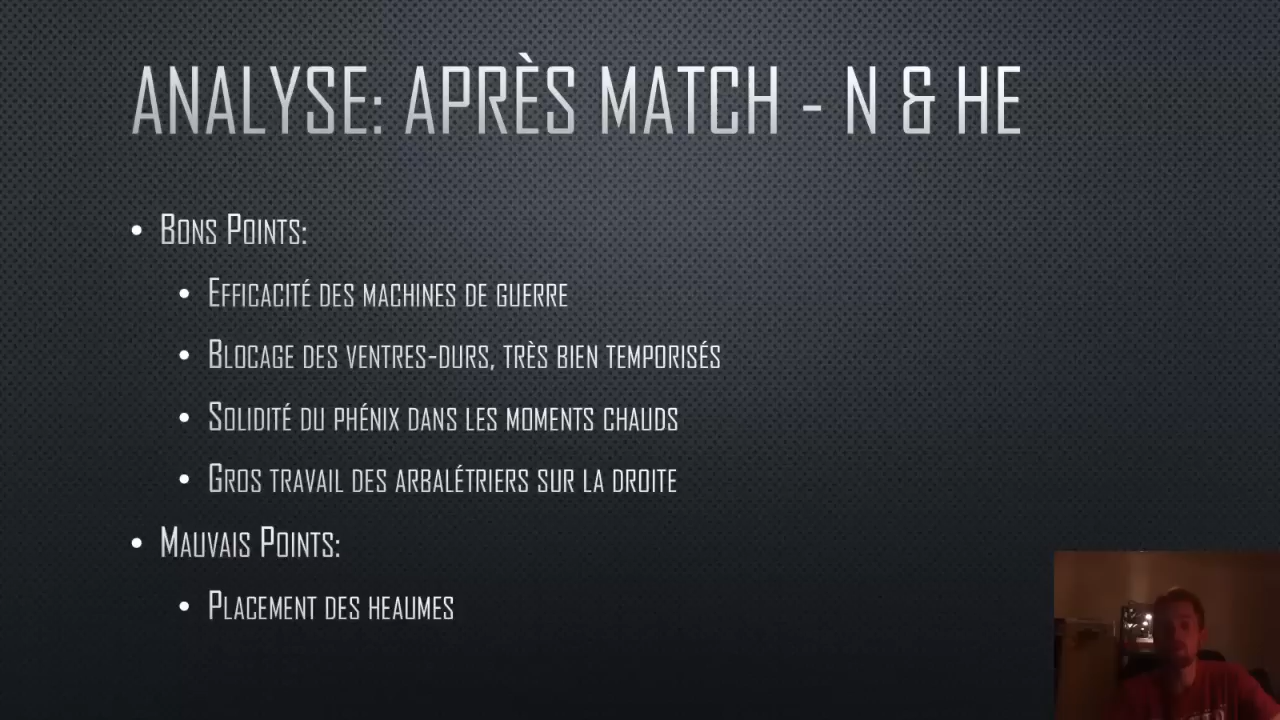 ANALYSE: APRÈS MATCH - N & HE
• BONS POINTS:
• EFFICACITÉ DES MACHINES DE GUERRE
• BLOCAGE DES VENTRES-DURS, TRÈS BIEN TEMPORISÉS
• SOLIDITÉ DU PHÉNIX DANS LES MOMENTS CHAUDS
• GROS TRAVAIL DES ARBALÉTRIERS SUR LA DROITE
• MAUVAIS POINTS:
• PLACEMENT DES HEAUMES